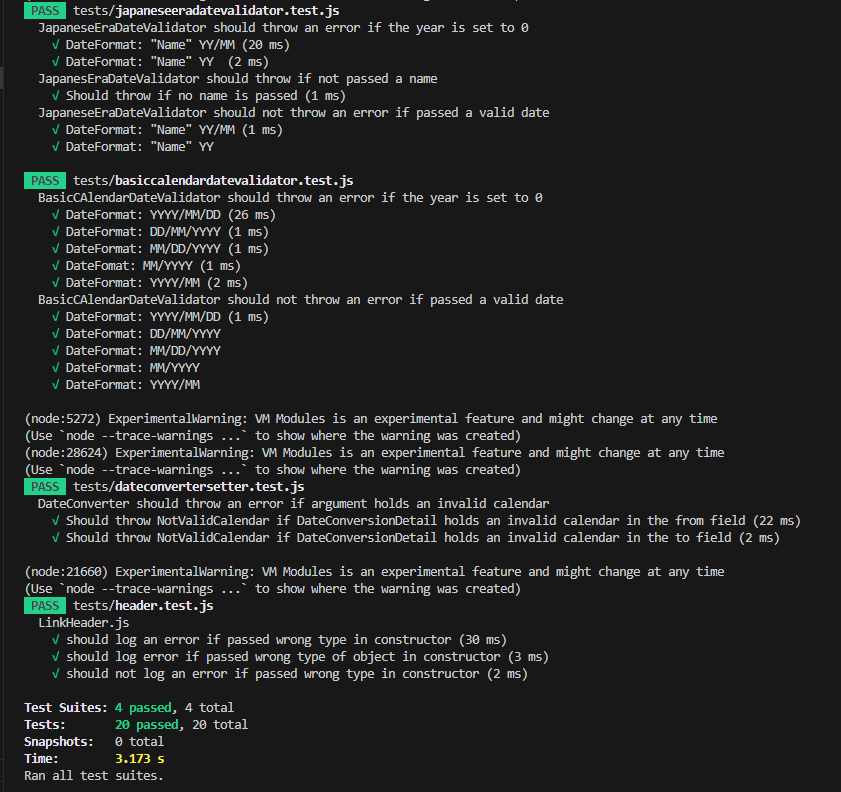 PASS tests/japaneseeradatevalidator.test.js
JapaneseEraDateValidator should throw an error if the year is set to 0
√ DateFormat: "Name" YY/MM (20 ms)
√ DateFormat: "Name" YY  (2 ms)
JapanesEraDateValidator should throw if not passed a name
√ Should throw if no name is passed (1 ms)
JapaneseEraDateValidator should not throw an error if passed a valid date
√ DateFormat: "Name" YY/MM (1 ms)
√ DateFormat: "Name" YY
PASS tests/basiccalendardatevalidator.test.js
BasicCAlendarDateValidator should throw an error if the year is set to 0
√ DateFormat: YYYY/MM/DD (26 ms)
√ DateFormat: DD/MM/YYYY (1 ms)
√ DateFormat: MM/DD/YYYY (1 ms)
√ DateFomat: MM/YYYY (1 ms)
√ DateFormat: YYYY/MM (2 ms)
BasicCAlendarDateValidator should not throw an error if passed a valid date
√ DateFormat: YYYY/MM/DD (1 ms)
√ DateFormat: DD/MM/YYYY
√ DateFormat: MM/DD/YYYY
√ DateFormat: MM/YYYY
√ DateFormat: YYYY/MM
(node:5272) ExperimentalWarning: VM Modules is an experimental feature and might change at any time
(Use `node --trace-warnings ...` to show where the warning was created)
(node:28624) ExperimentalWarning: VM Modules is an experimental feature and might change at any time
(Use `node --trace-warnings ...` to show where the warning was created)
PASS tests/dateconvertersetter.test.js
DateConverter should throw an error if argument holds an invalid calendar
√ Should throw NotValidCalendar if DateConversionDetail holds an invalid calendar in the from field (22 ms)
√ Should throw NotValidCalendar if DateConversionDetail holds an invalid calendar in the to field (2 ms)
(node:21660) ExperimentalWarning: VM Modules is an experimental feature and might change at any time
(Use `node --trace-warnings ...` to show where the warning was created)
PASS tests/header.test.js
LinkHeader.js
√ should log an error if passed wrong type in constructor (30 ms)
√ should log error if passed wrong type of object in constructor (3 ms)
√ should not log an error if passed wrong type in constructor (2 ms)
Test Suites: 4 passed, 4 total
Tests: 20 passed, 20 total
Snapshots: 0 total
Time: 3.173 s
Ran all test suites.